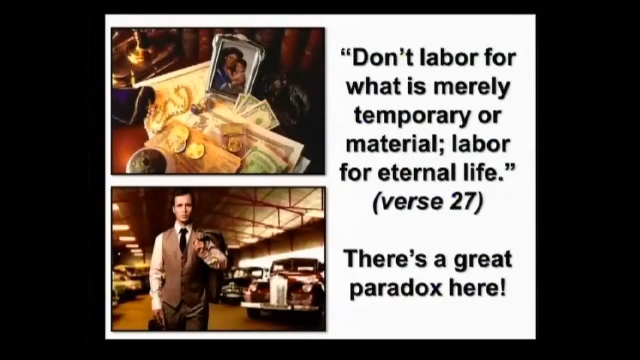 “Don’t labor for
what is merely
temporary or
material; labor
for eternal life.”
(verse 27)
There’s a great
paradox here!